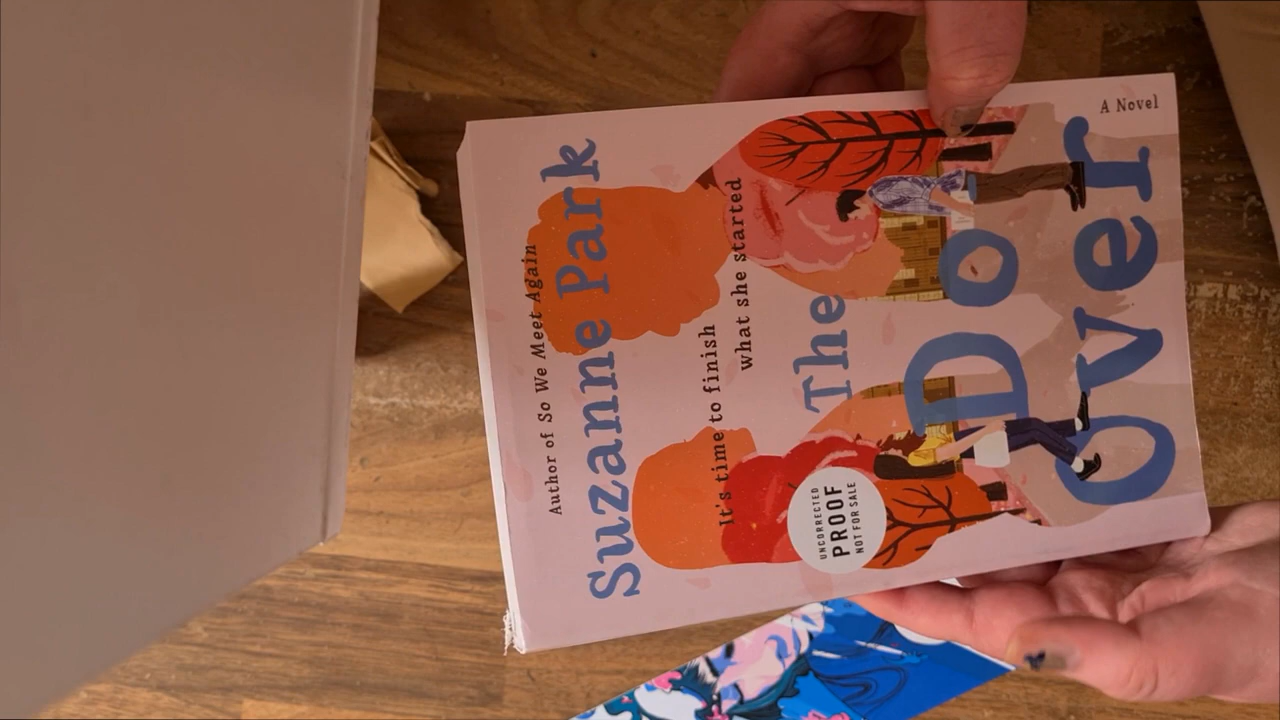 Author of So We Meet Again
Suzanne Park
It's time to finish
what she started
The
Do
Over
A Novel
UNCORRECTED
PROOF
NOT FOR SALE